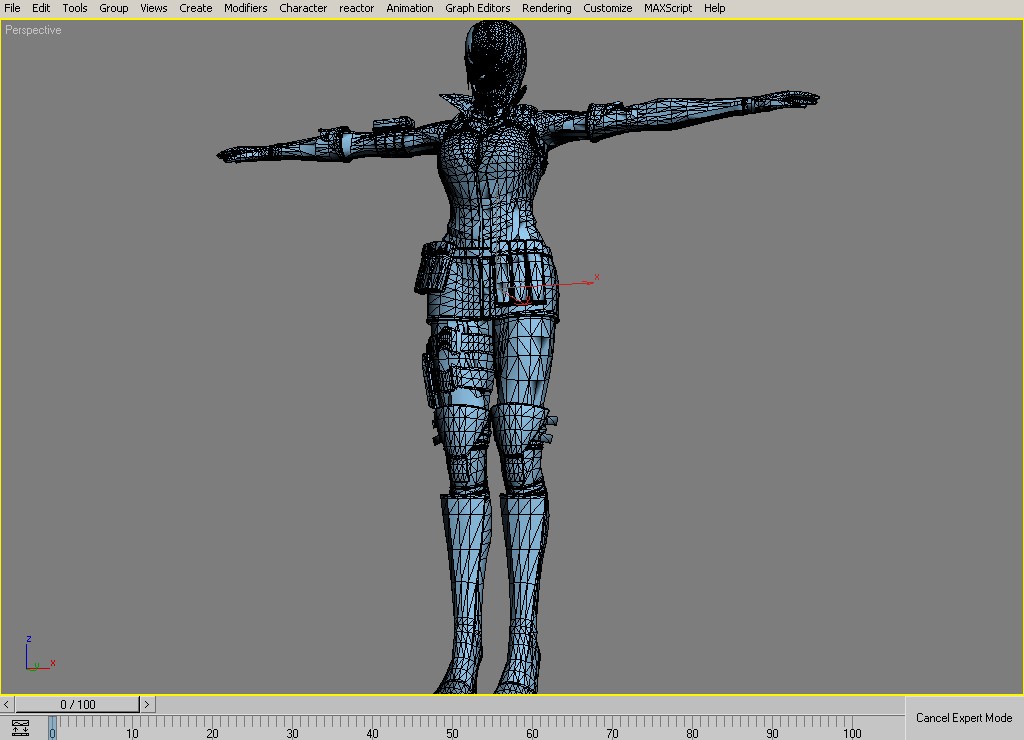 File Edit Tools Group Views Create Modifiers Character reactor Animation Graph Editors Rendering Customize MAXScript Help
Perspective
x
z
y x
< 0 / 100 >
Cancel Expert Mode
0 10 20 30 40 50 60 70 80 90 100